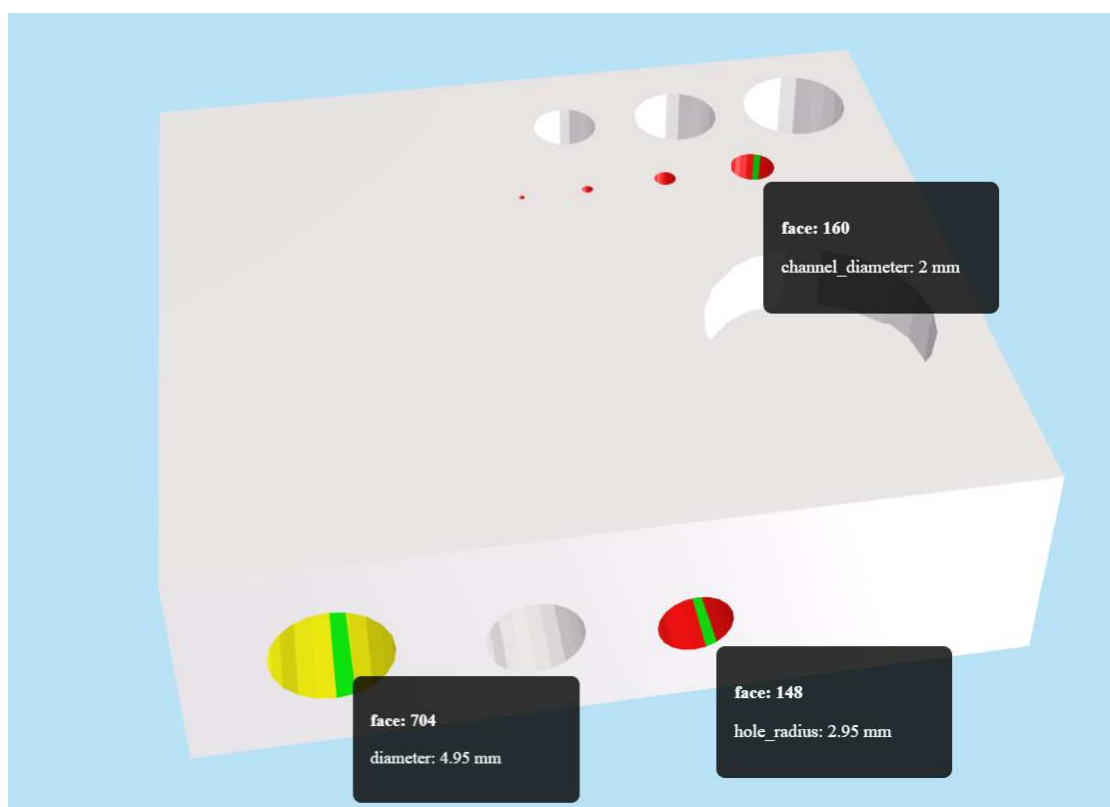 face: 160
channel_diameter: 2 mm
face: 704
diameter: 4.95 mm
face: 148
hole_radius: 2.95 mm